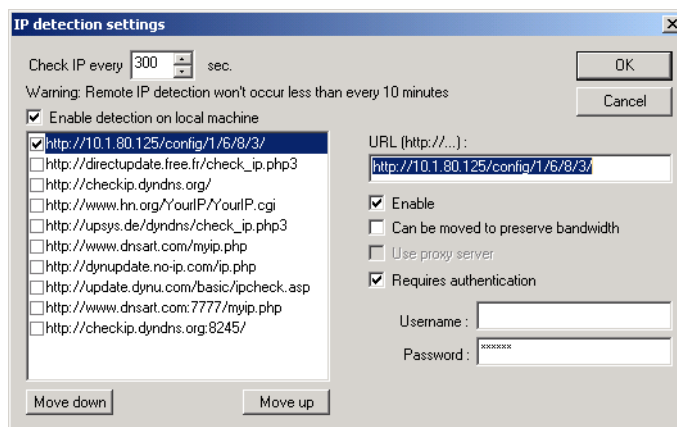 IP detection settings
Check IP every 300 sec.
OK
Warning: Remote IP detection won't occur less than every 10 minutes
Cancel
Enable detection on local machine
http://10.1.80.125/config/1/6/8/3/
http://directupdate.free.fr/check_ip.php3
http://checkip.dyndns.org/
http://www.hn.org/YourIP/YourIP.cgi
http://upsys.de/dyndns/check_ip.php3
http://www.dnsart.com/myip.php
http://dynupdate.no-ip.com/ip.php
http://update.dynu.com/basic/ipcheck.asp
http://www.dnsart.com:7777/myip.php
http://checkip.dyndns.org:8245/
Move down
Move up
URL (http://...) :
http://10.1.80.125/config/1/6/8/3/
Enable
Can be moved to preserve bandwidth
Use proxy server
Requires authentication
Username :
Password : ******